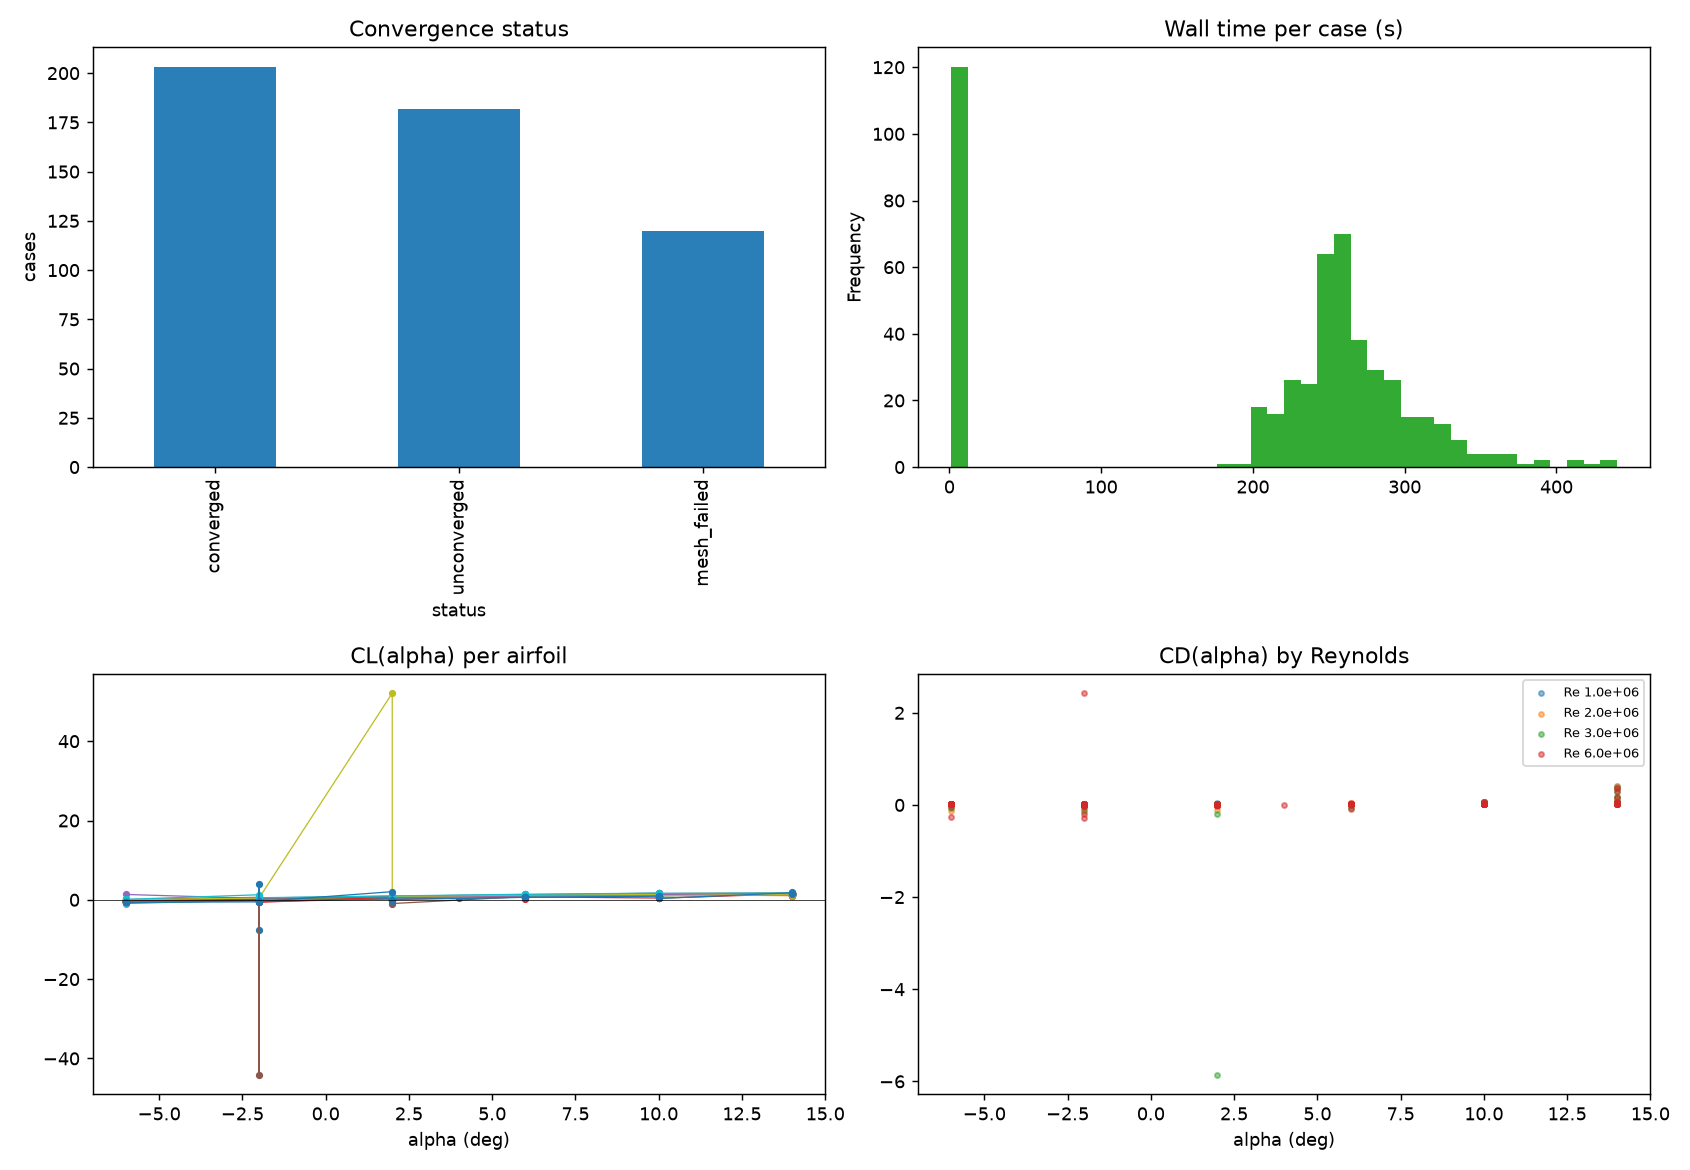 Convergence status
200
175
150
125
100
75
50
25
0
cases
converged
unconverged
mesh_failed
status
Wall time per case (s)
120
100
80
60
40
20
0
Frequency
0 100 200 300 400
CL(alpha) per airfoil
40
20
0
−20
−40
−5.0 −2.5 0.0 2.5 5.0 7.5 10.0 12.5 15.0
alpha (deg)
CD(alpha) by Reynolds
Re 1.0e+06
Re 2.0e+06
Re 3.0e+06
Re 6.0e+06
2
0
−2
−4
−6
−5.0 −2.5 0.0 2.5 5.0 7.5 10.0 12.5 15.0
alpha (deg)